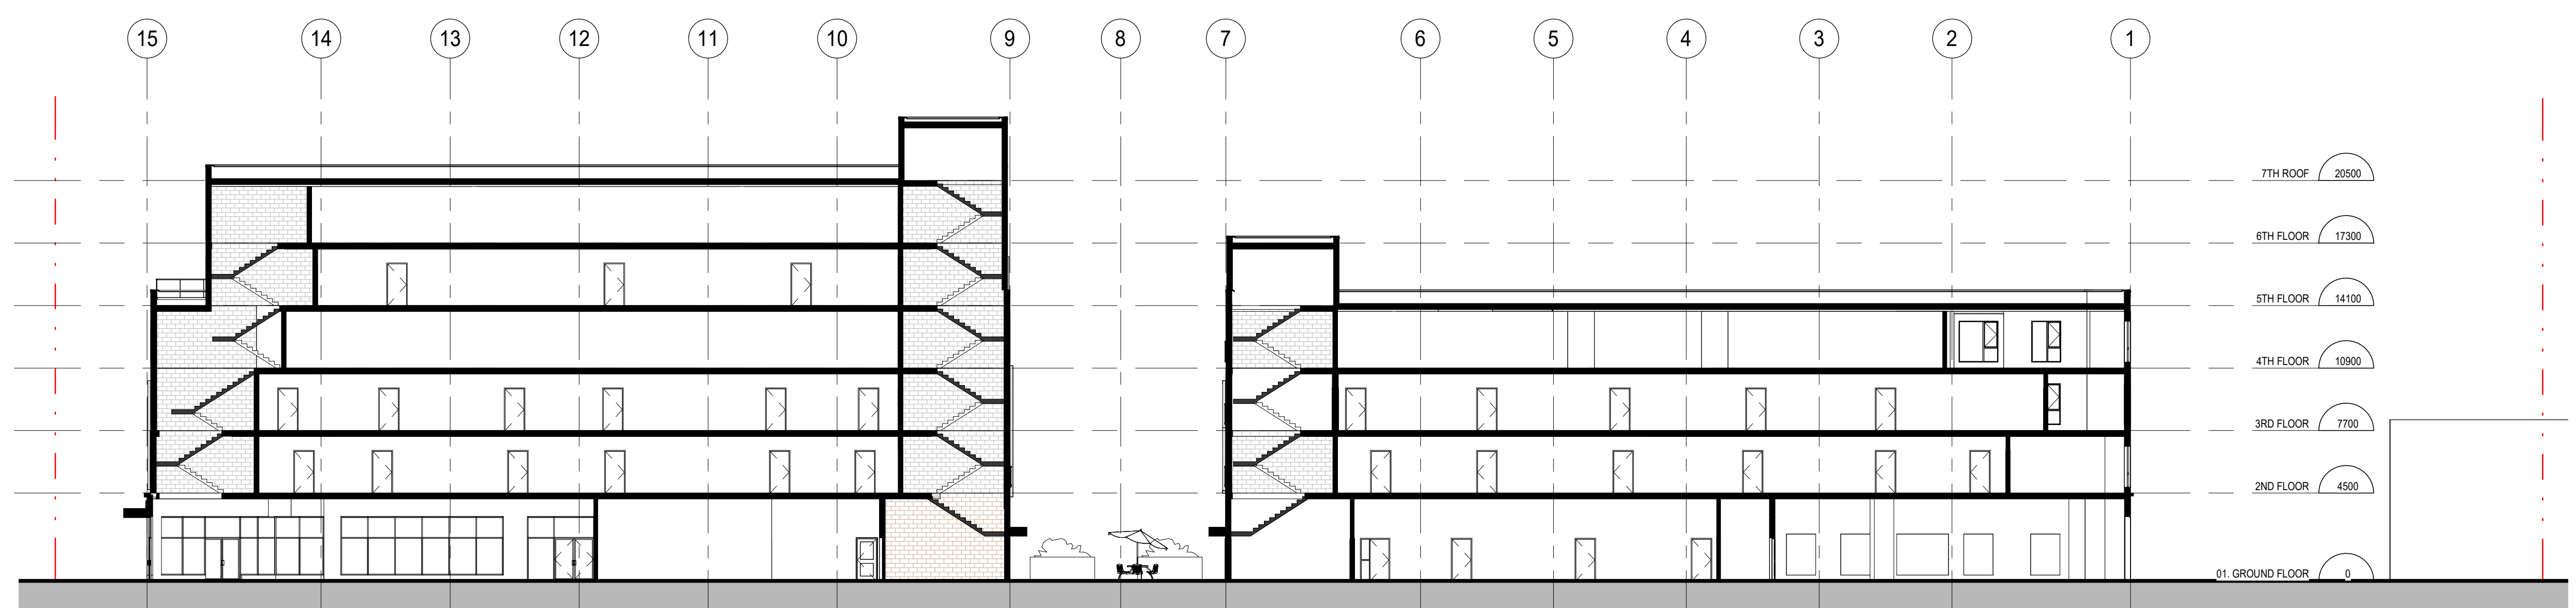 15 14 13 12 11 10 9 8 7 6 5 4 3 2 1
7TH ROOF 20500
6TH FLOOR 17300
5TH FLOOR 14100
4TH FLOOR 10900
3RD FLOOR 7700
2ND FLOOR 4500
01. GROUND FLOOR 0